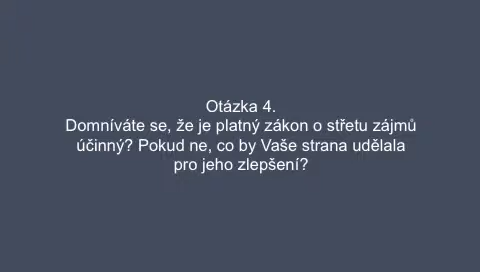 Otázka 4.
Domníváte se, že je platný zákon o střetu zájmů
účinný? Pokud ne, co by Vaše strana udělala
pro jeho zlepšení?